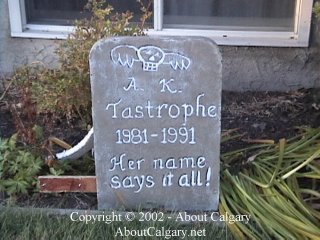 A. K.
Tastrophe
1981-1991
Her name
says it all!
Copyright © 2002 - About Calgary
AboutCalgary.net